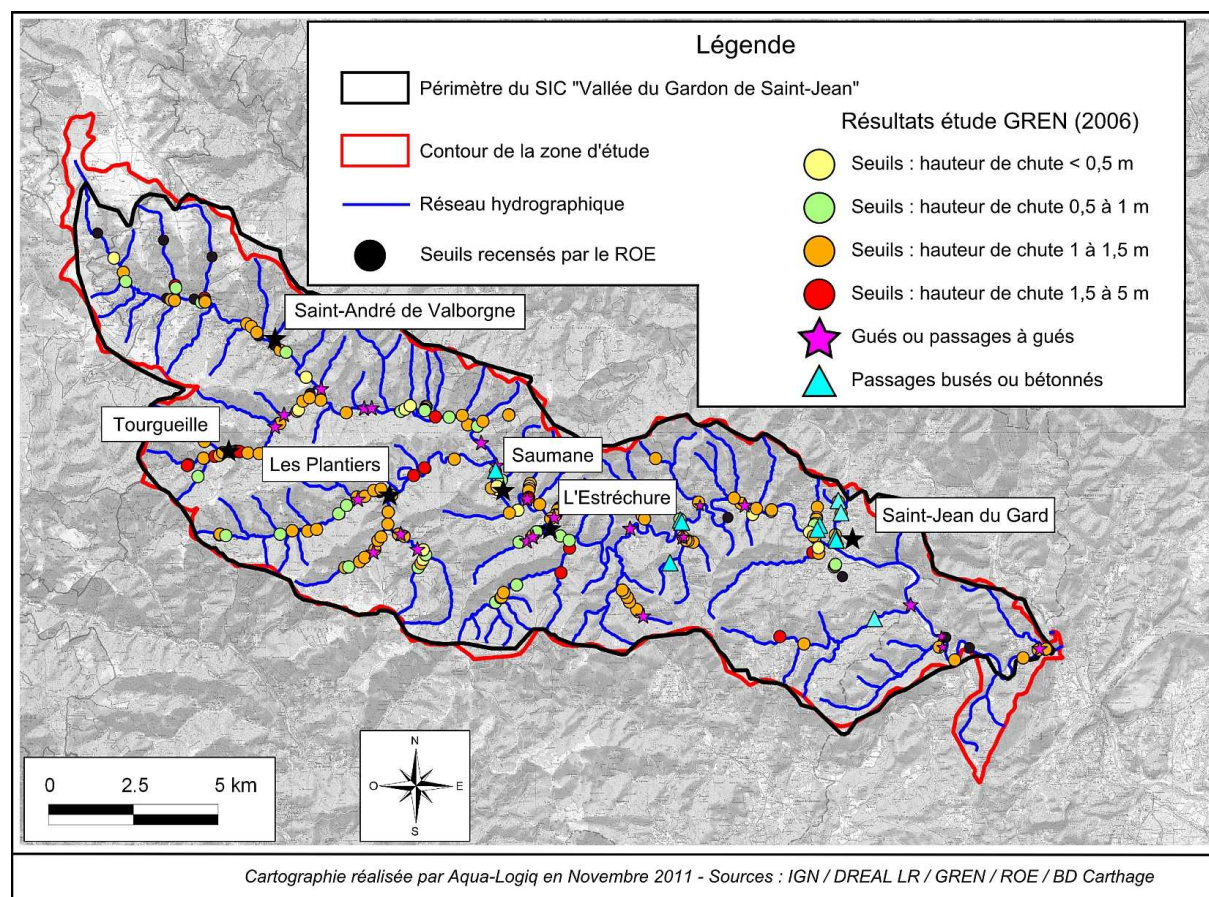 Légende
Périmètre du SIC "Vallée du Gardon de Saint-Jean"
Contour de la zone d'étude
Réseau hydrographique
Seuils recensés par le ROE
Résultats étude GREN (2006)
Seuils : hauteur de chute < 0,5 m
Seuils : hauteur de chute 0,5 à 1 m
Seuils : hauteur de chute 1 à 1,5 m
Seuils : hauteur de chute 1,5 à 5 m
Gués ou passages à gués
Passages busés ou bétonnés
Saint-André de Valborgne
Tourgueille
Les Plantiers
Saumane
L'Estréchure
Saint-Jean du Gard
0 2.5 5 km
N
O E
S
Cartographie réalisée par Aqua-Logiq en Novembre 2011 - Sources : IGN / DREAL LR / GREN / ROE / BD Carthage